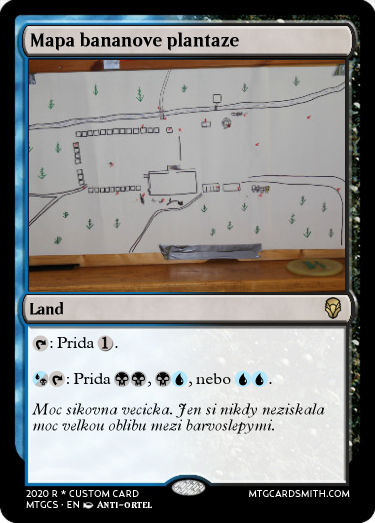 Mapa bananove plantaze
Land
: Prida 1.
: Prida , , nebo .
Moc sikovna vecicka. Jen si nikdy neziskala
moc velkou oblibu mezi barvoslepymi.
2020 R * CUSTOM CARD
MTGCS • EN ANTI-ORTEL
MTGCARDSMITH.COM